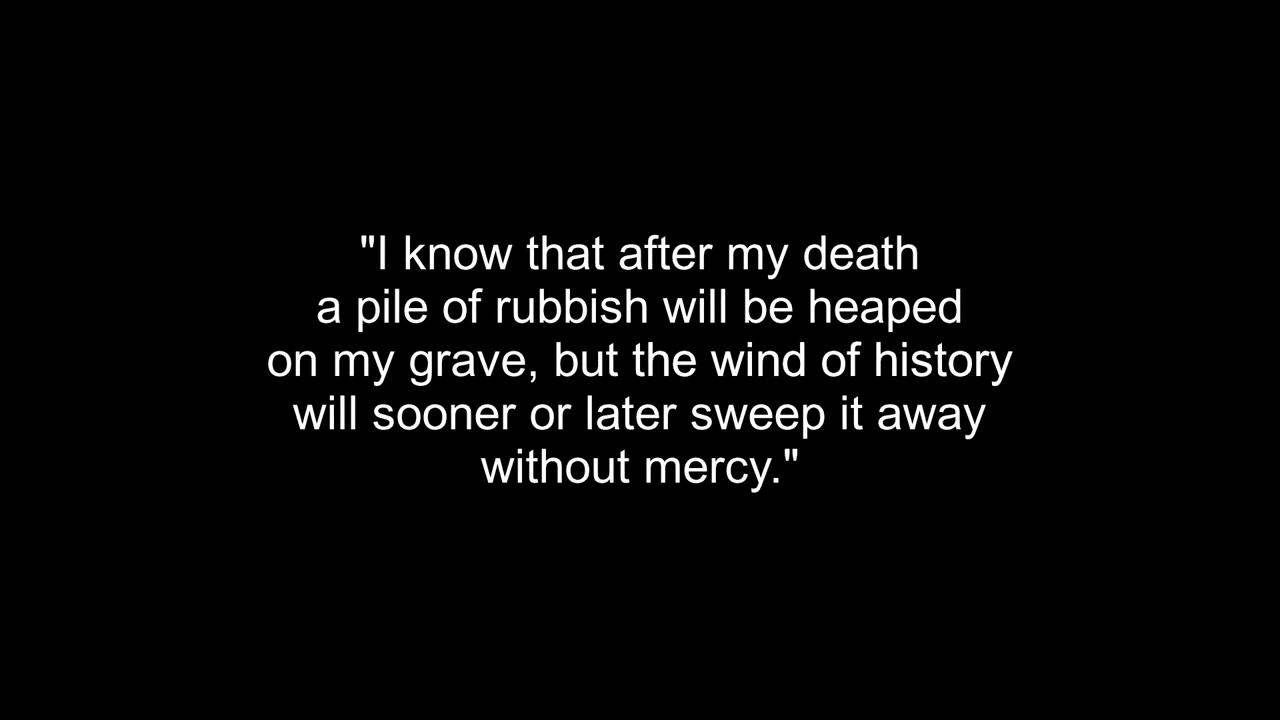 "I know that after my death
a pile of rubbish will be heaped
on my grave, but the wind of history
will sooner or later sweep it away
without mercy."